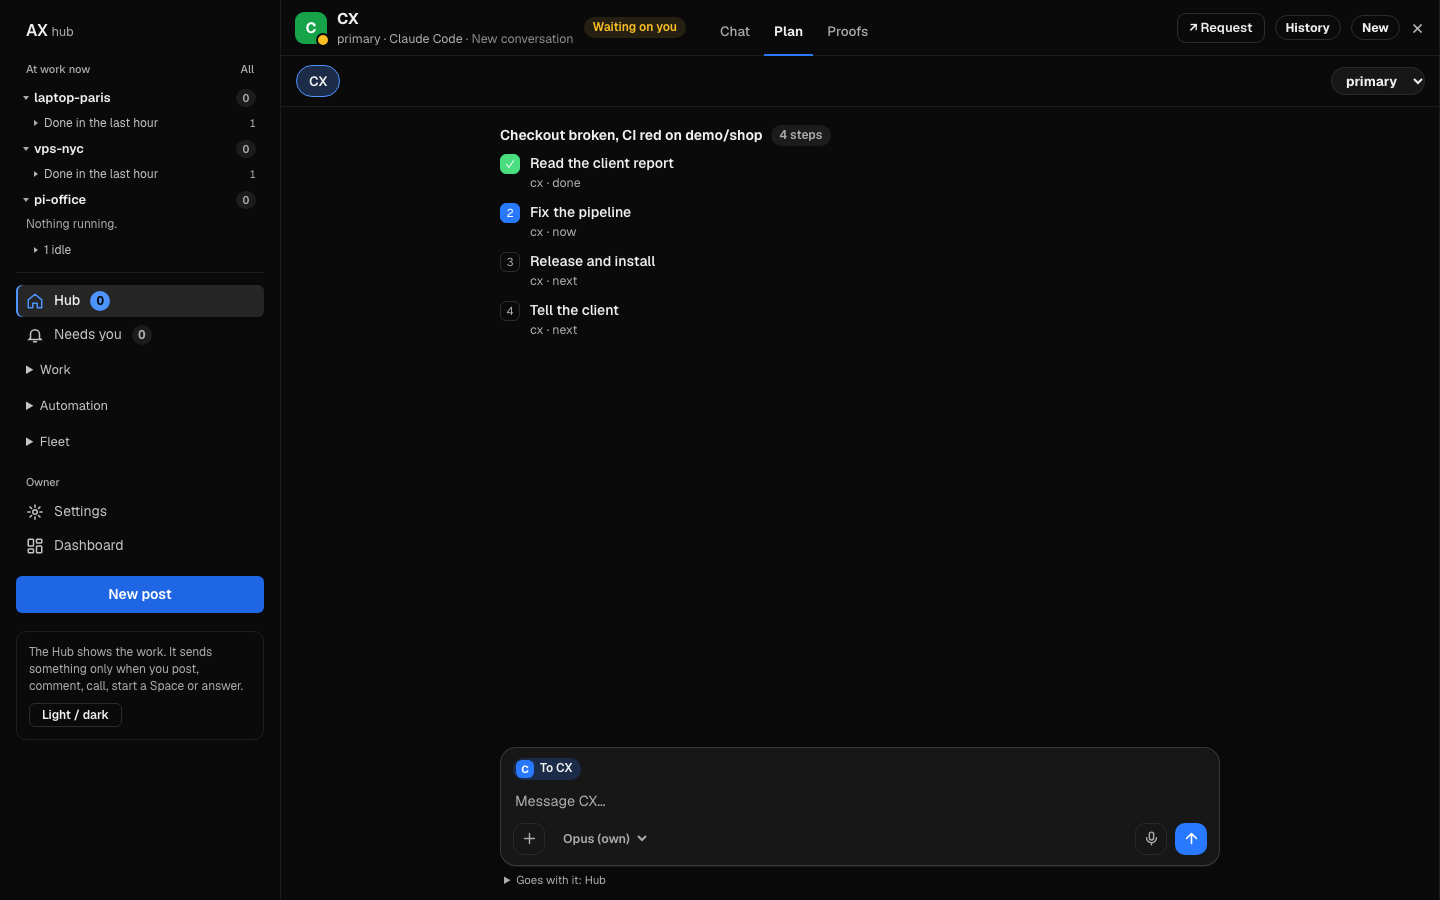 AX hub
At work now
All
laptop-paris
0
Done in the last hour
1
vps-nyc
0
Done in the last hour
1
pi-office
0
Nothing running.
1 idle
Hub
0
Needs you
0
Work
Automation
Fleet
Owner
Settings
Dashboard
New post
The Hub shows the work. It sends
something only when you post,
comment, call, start a Space or answer.
Light / dark
C
CX
primary · Claude Code · New conversation
Waiting on you
Chat
Plan
Proofs
Request
History
New
CX
primary
Checkout broken, CI red on demo/shop
4 steps
Read the client report
cx · done
2
Fix the pipeline
cx · now
3
Release and install
cx · next
4
Tell the client
cx · next
C
To CX
Message CX...
Opus (own)
Goes with it: Hub